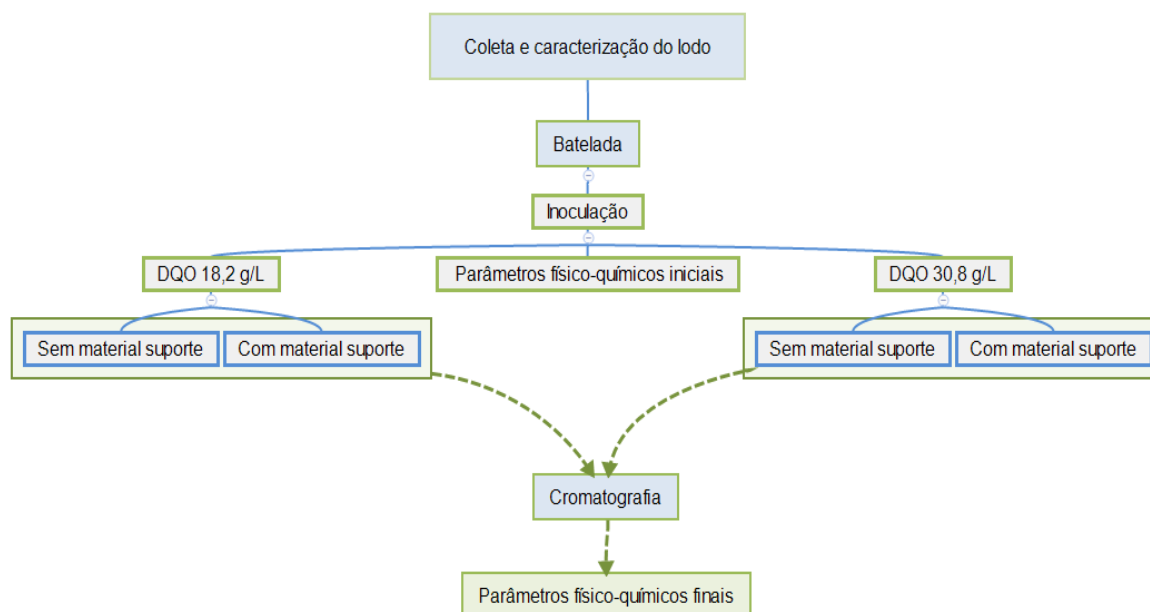 Coleta e caracterização do lodo
Batelada
Inoculação
DQO 18,2 g/L
Parâmetros físico-químicos iniciais
DQO 30,8 g/L
Sem material suporte
Com material suporte
Sem material suporte
Com material suporte
Cromatografia
Parâmetros físico-químicos finais